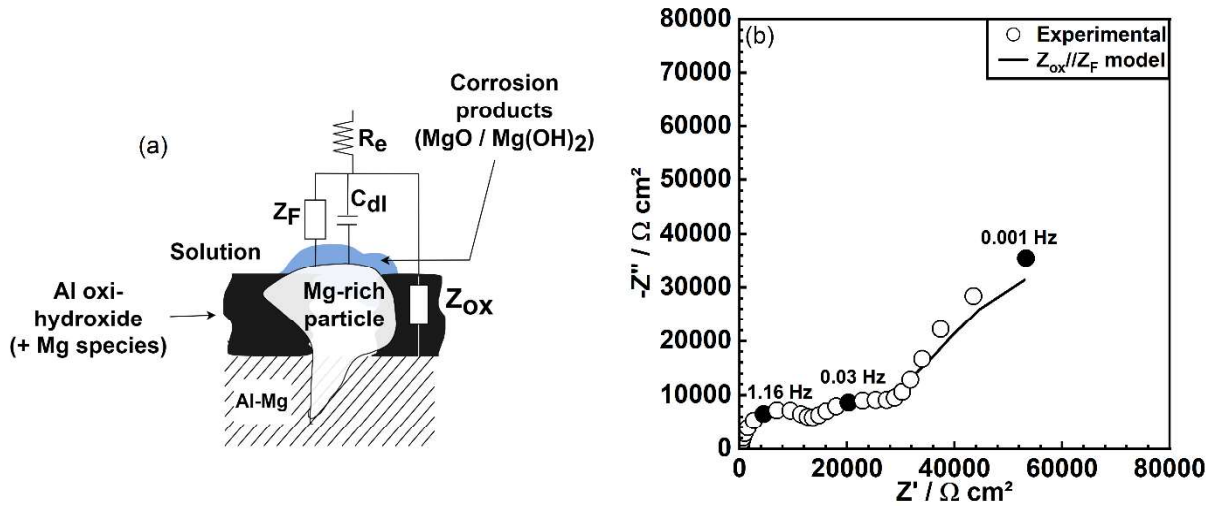 (a)
Corrosion
products
(MgO / Mg(OH)2)
Re
ZF
Cdl
Solution
Mg-rich
particle
Zox
Al oxi-
hydroxide
(+ Mg species)
Al-Mg
(b)
Experimental
Zox//ZF model
-Z" / Ω cm²
80000
70000
60000
50000
40000
30000
20000
10000
0
0.001 Hz
1.16 Hz
0.03 Hz
0
20000
40000
60000
80000
Z' / Ω cm²